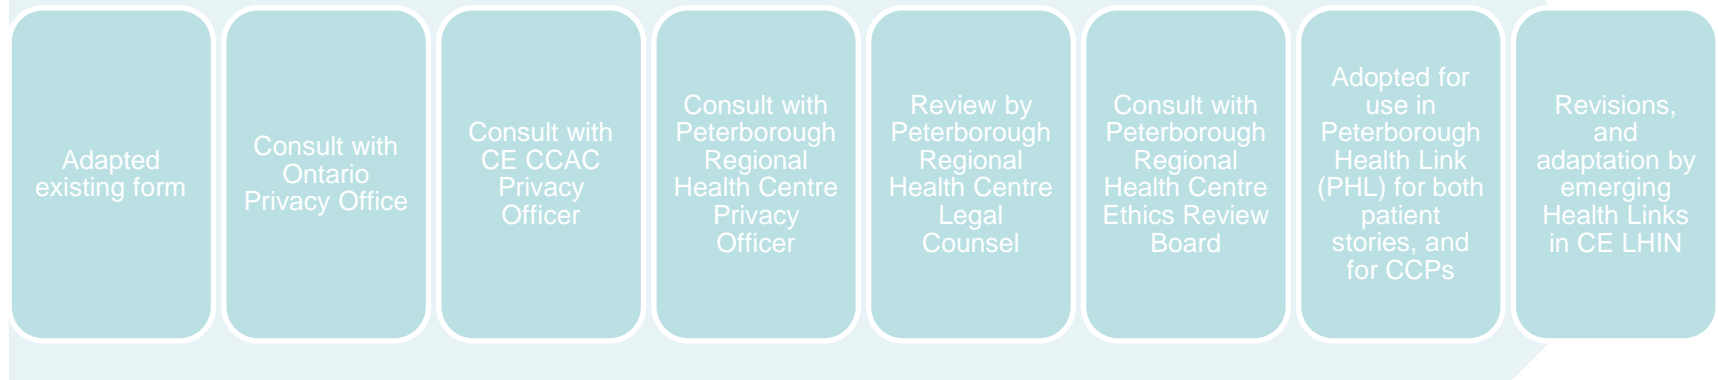 Adapted
existing form
Consult with
Ontario
Privacy Office
Consult with
CE CCAC
Privacy
Officer
Consult with
Peterborough
Regional
Health Centre
Privacy
Officer
Review by
Peterborough
Regional
Health Centre
Legal
Counsel
Consult with
Peterborough
Regional
Health Centre
Ethics Review
Board
Adopted for
use in
Peterborough
Health Link
(PHL) for both
patient
stories, and
for CCPs
Revisions,
and
adaptation by
emerging
Health Links
in CE LHIN